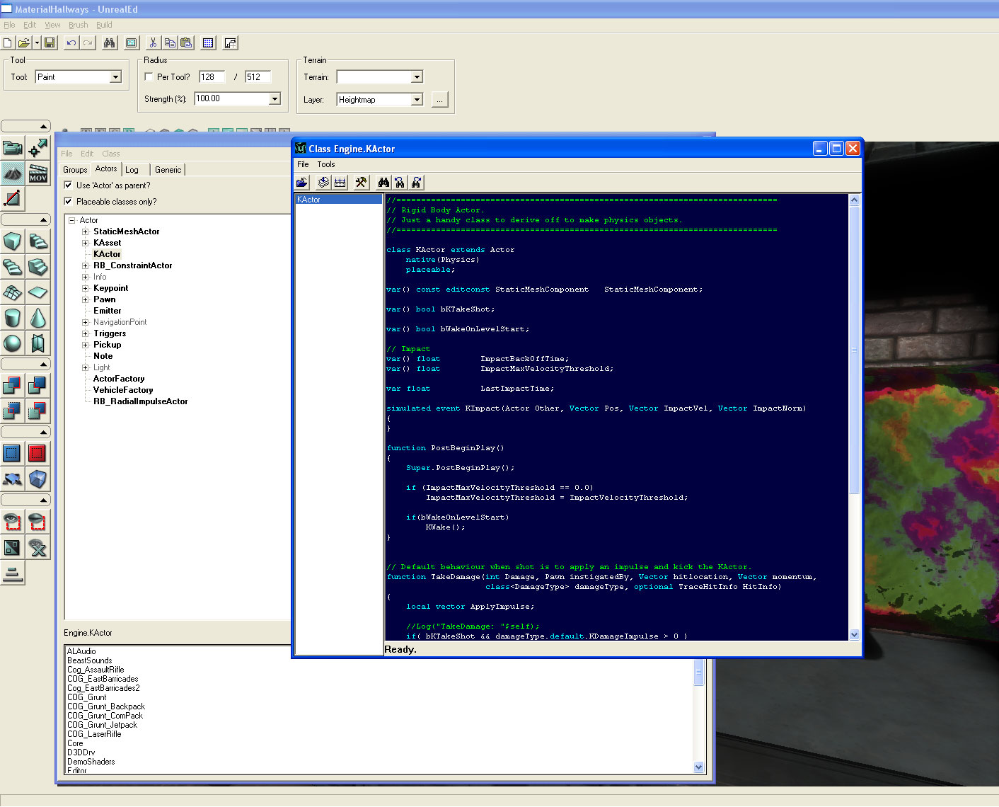 MaterialHallways - UnrealEd
File Edit View Brush Build
Tool
Tool: Paint
Radius
Per Tool? 128 / 512
Strength (%): 100.00
Terrain
Terrain:
Layer: Heightmap ...
MOV
File Edit Class
Groups Actors Log Generic
Use 'Actor' as parent?
Placeable classes only?
Actor
StaticMeshActor
KAsset
KActor
RB_ConstraintActor
Info
Keypoint
Pawn
Emitter
NavigationPoint
Triggers
Pickup
Note
Light
ActorFactory
VehicleFactory
RB_RadialImpulseActor
Engine.KActor
ALAudio
BeastSounds
Cog_AssaultRifle
COG_EastBarricades
Cog_EastBarricades2
COG_Grunt
COG_Grunt_Backpack
COG_Grunt_ComPack
COG_Grunt_Jetpack
COG_LaserRifle
Core
D3DDrv
DemoShaders
Editor
Class Engine.KActor
File Tools
KActor
//=============================================================================
// Rigid Body Actor.
// Just a handy class to derive off to make physics objects.
//=============================================================================
class KActor extends Actor
native(Physics)
placeable;
var() const editconst StaticMeshComponent StaticMeshComponent;
var() bool bKTakeShot;
var() bool bWakeOnLevelStart;
// Impact
var() float ImpactBackOffTime;
var() float ImpactMaxVelocityThreshold;
var float LastImpactTime;
simulated event KImpact(Actor Other, Vector Pos, Vector ImpactVel, Vector ImpactNorm)
{
}
function PostBeginPlay()
{
Super.PostBeginPlay();
if (ImpactMaxVelocityThreshold == 0.0)
ImpactMaxVelocityThreshold = ImpactVelocityThreshold;
if(bWakeOnLevelStart)
KWake();
}
// Default behaviour when shot is to apply an impulse and kick the KActor.
function TakeDamage(int Damage, Pawn instigatedBy, Vector hitlocation, Vector momentum,
class<DamageType> damageType, optional TraceHitInfo HitInfo)
{
local vector ApplyImpulse;
//Log("TakeDamage: "$self);
if( bKTakeShot && damageType.default.KDamageImpulse > 0 )
Ready.